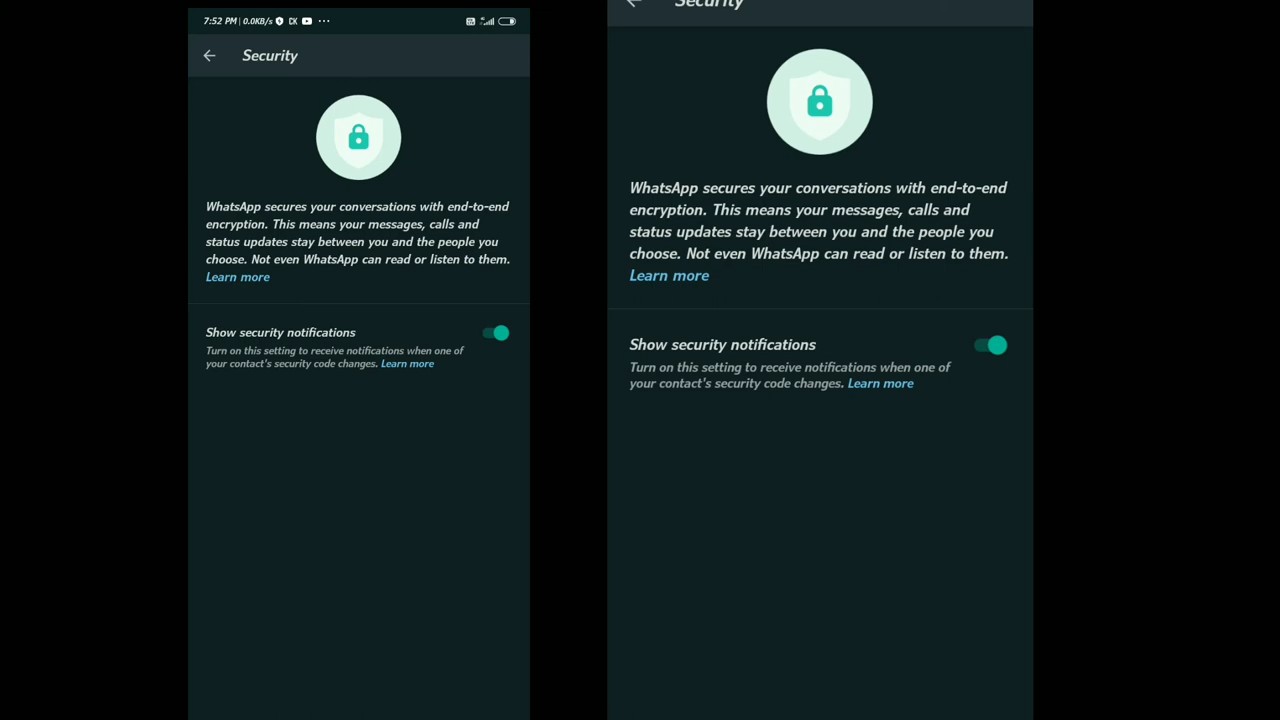 7:52 PM | 0.0KB/s
Security
WhatsApp secures your conversations with end-to-end
encryption. This means your messages, calls and
status updates stay between you and the people you
choose. Not even WhatsApp can read or listen to them.
Learn more
Show security notifications
Turn on this setting to receive notifications when one of
your contact's security code changes. Learn more
Security
WhatsApp secures your conversations with end-to-end
encryption. This means your messages, calls and
status updates stay between you and the people you
choose. Not even WhatsApp can read or listen to them.
Learn more
Show security notifications
Turn on this setting to receive notifications when one of
your contact's security code changes. Learn more